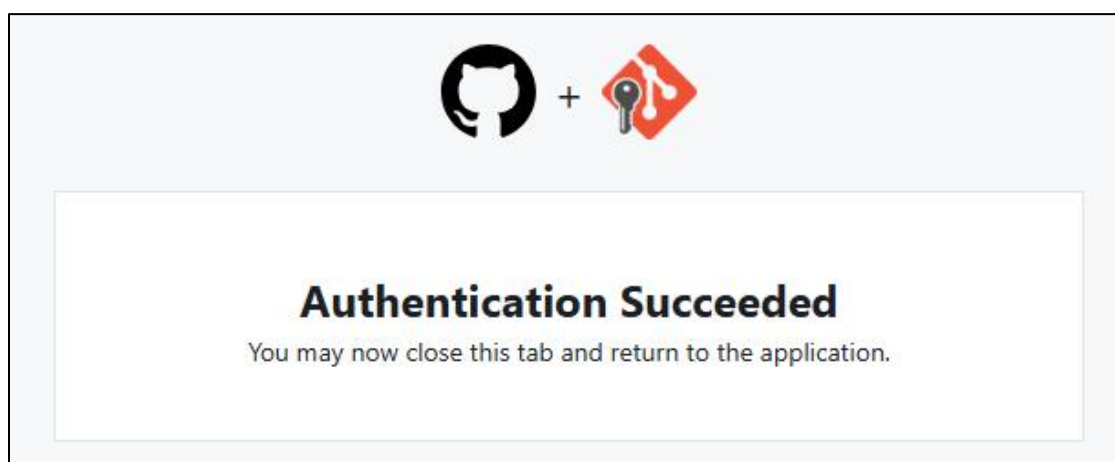 +
Authentication Succeeded
You may now close this tab and return to the application.